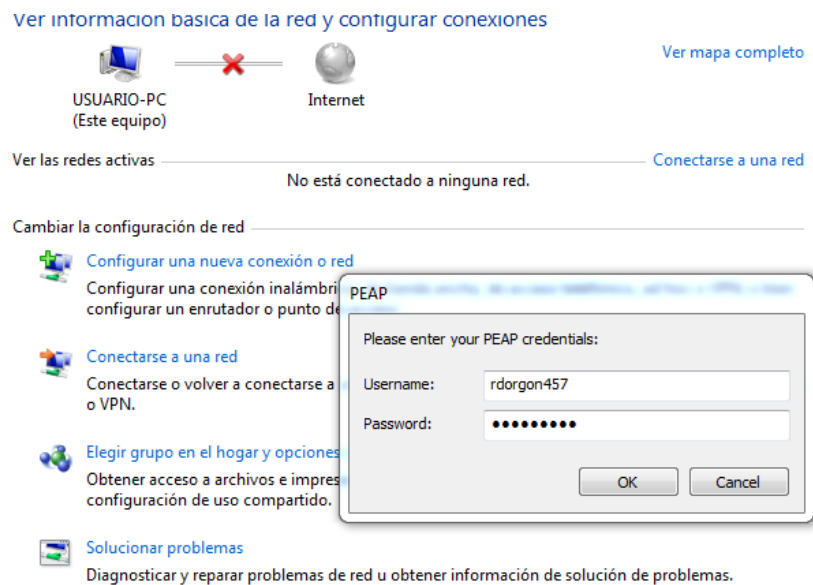 Ver información básica de la red y configurar conexiones
Ver mapa completo
USUARIO-PC
(Este equipo)
Internet
Ver las redes activas
Conectarse a una red
No está conectado a ninguna red.
Cambiar la configuración de red
Configurar una nueva conexión o red
Configurar una conexión inalámbri
configurar un enrutador o punto de
Conectarse a una red
Conectarse o volver a conectarse a
o VPN.
Elegir grupo en el hogar y opciones
Obtener acceso a archivos e impres
configuración de uso compartido.
Solucionar problemas
Diagnosticar y reparar problemas de red u obtener información de solución de problemas.
PEAP
Please enter your PEAP credentials:
Username:
rdorgon457
Password:
●●●●●●●●●
OK
Cancel